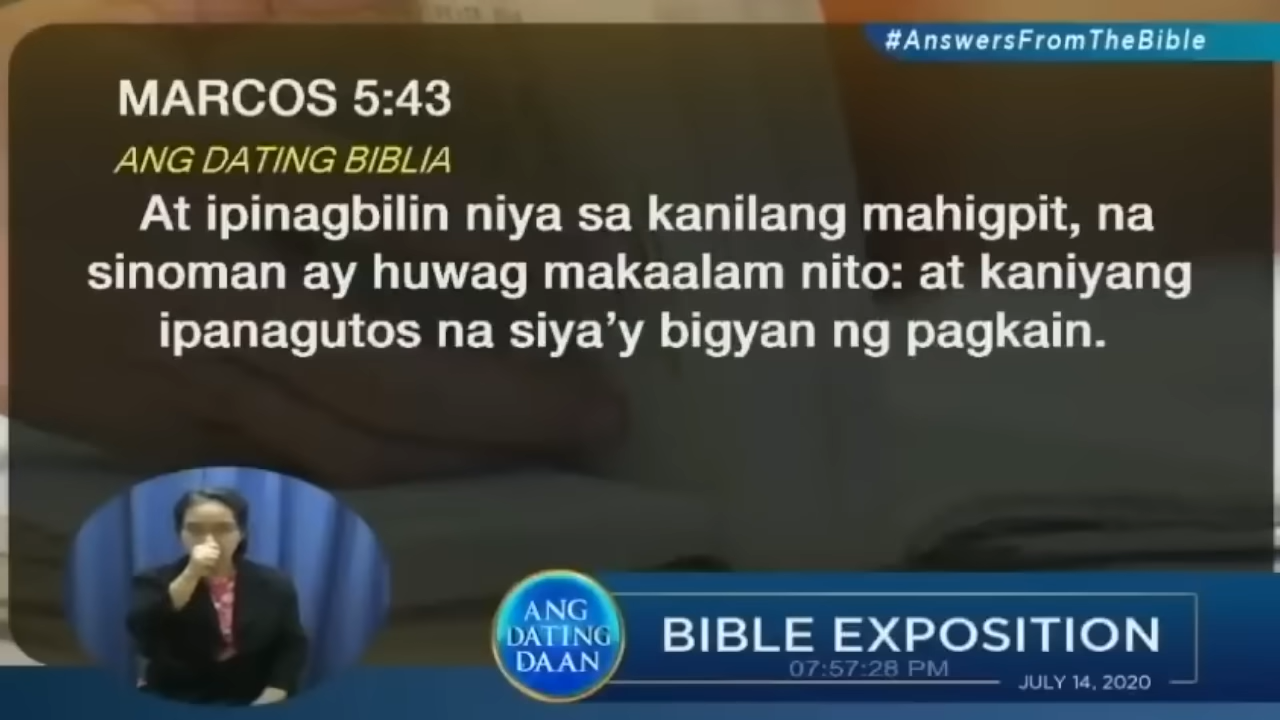 #AnswersFromTheBible
MARCOS 5:43
ANG DATING BIBLIA
At ipinagbilin niya sa kanilang mahigpit, na
sinoman ay huwag makaalam nito: at kaniyang
ipanagutos na siya’y bigyan ng pagkain.
ANG
DATING
DAAN
BIBLE EXPOSITION
07:57:28 PM
JULY 14, 2020